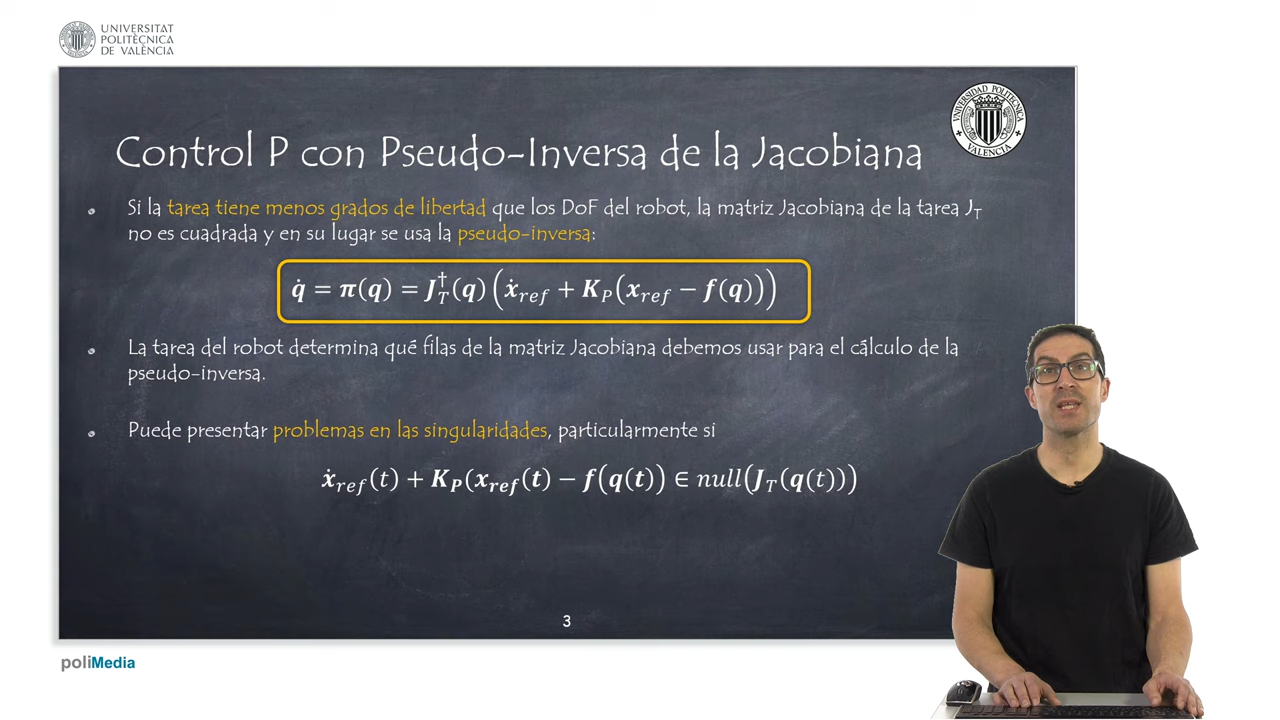 UNIVERSITAT
POLITÈCNICA
DE VALÈNCIA
UNIVERSIDAD POLITECNICA
VALENCIA
Control P con Pseudo-Inversa de la Jacobiana
Si la tarea tiene menos grados de libertad que los DoF del robot, la matriz Jacobiana de la tarea J_T
no es cuadrada y en su lugar se usa la pseudo-inversa:
q̇ = π(q) = J_T^†(q) (ẋ_ref + K_P(x_ref − f(q)))
La tarea del robot determina qué filas de la matriz Jacobiana debemos usar para el cálculo de la
pseudo-inversa.
Puede presentar problemas en las singularidades, particularmente si
ẋ_ref(t) + K_P(x_ref(t) − f(q(t)) ∈ null(J_T(q(t)))
3
poliMedia